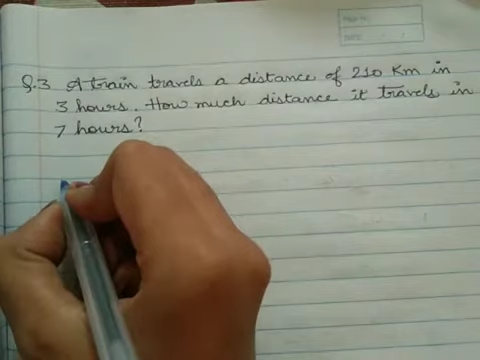 Q.3 A train travels a distance of 210 Km in
3 hours. How much distance it travels in
7 hours?